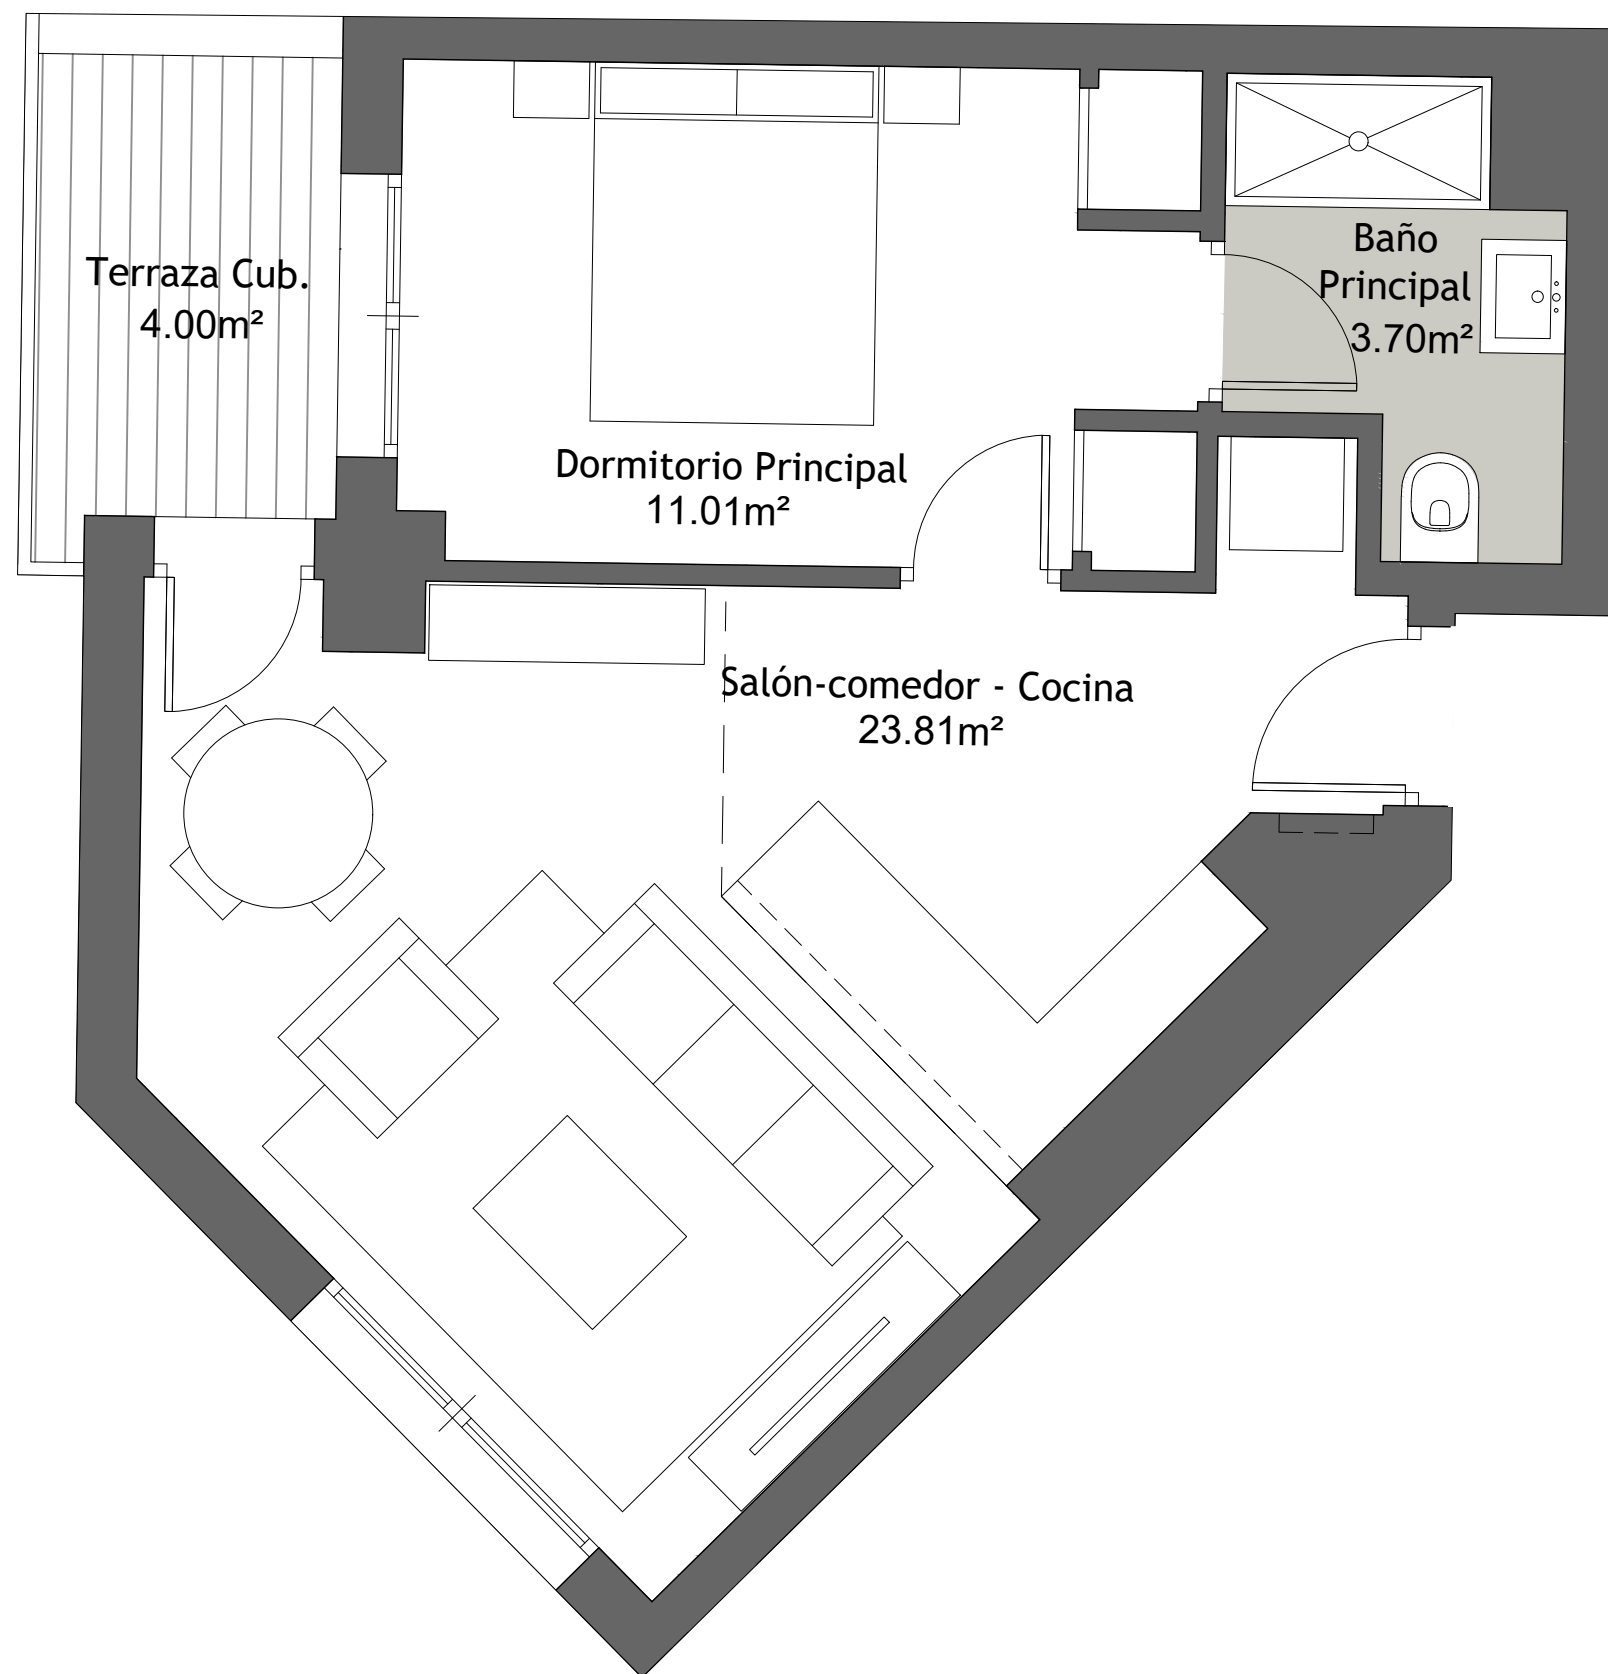 Baño
Principal
3.70m²
Terraza Cub.
4.00m²
Dormitorio Principal
11.01m²
Salón-comedor - Cocina
23.81m²